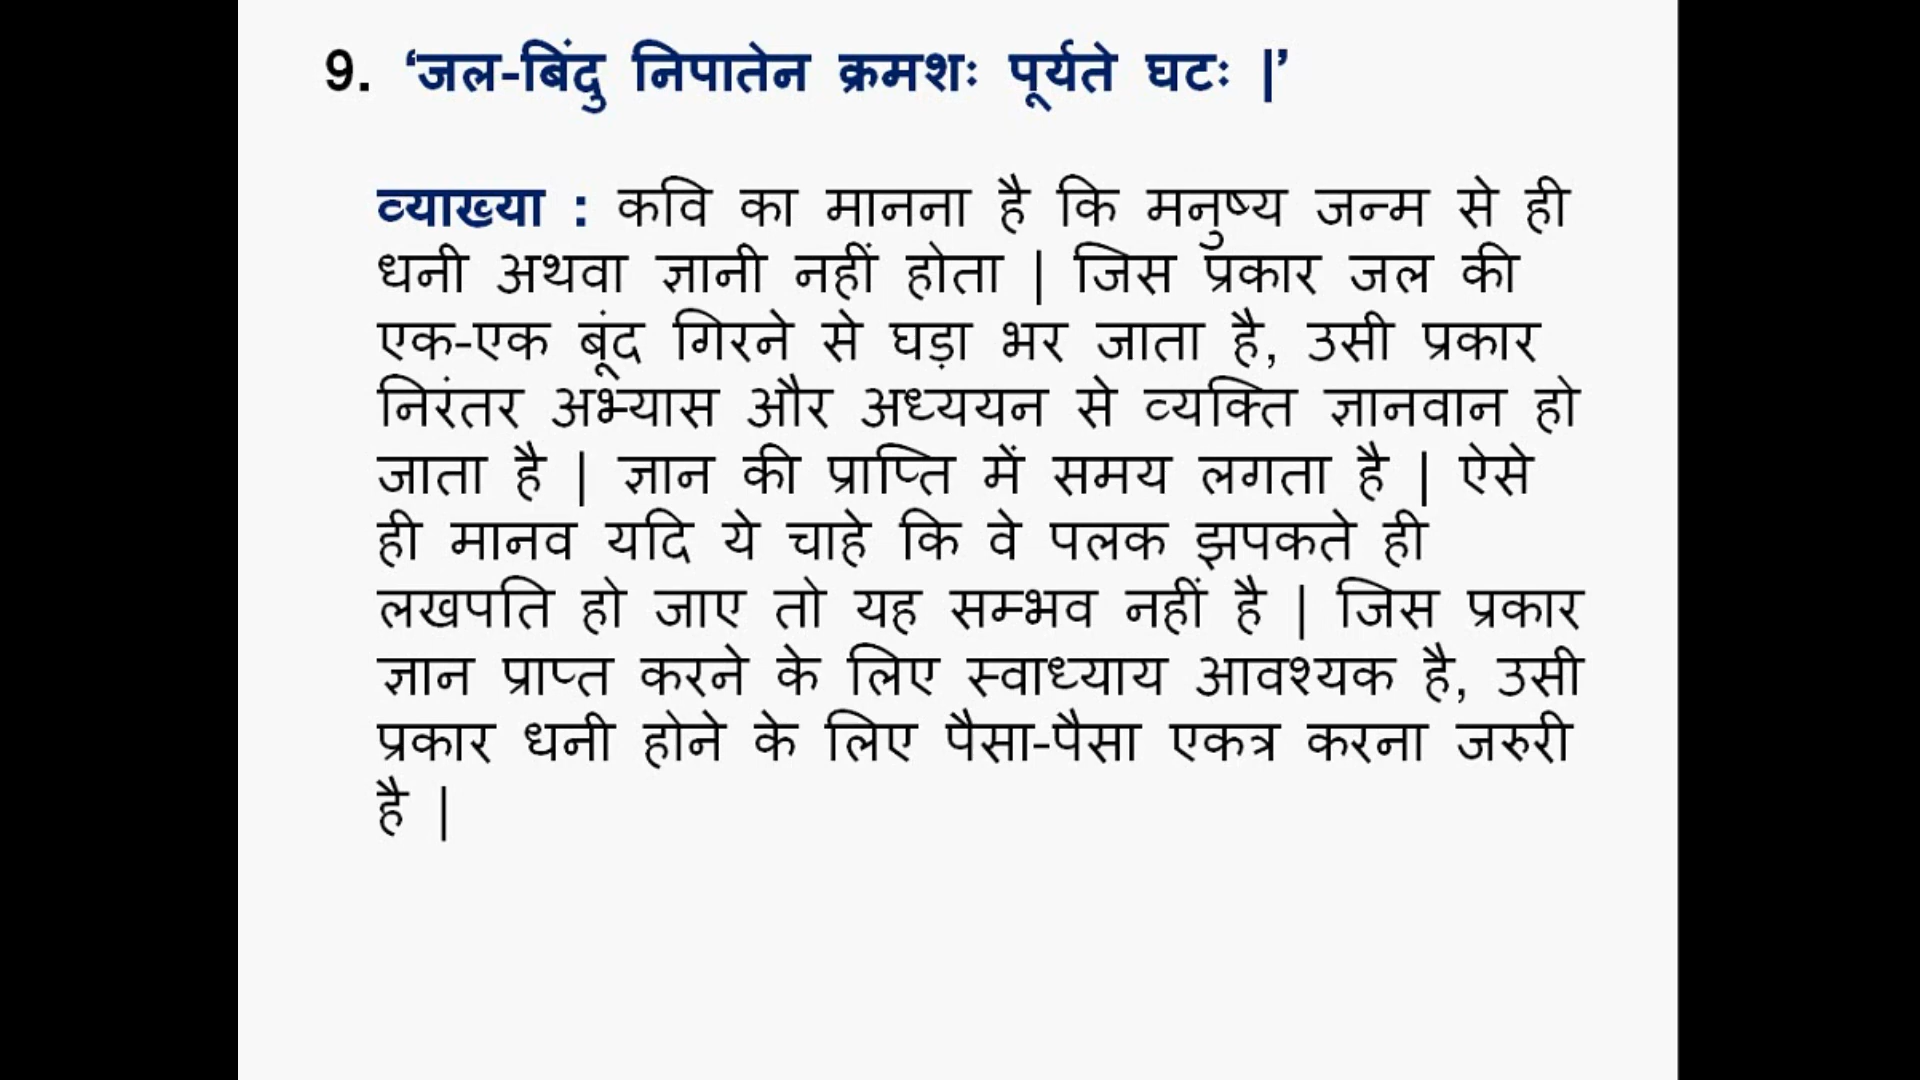 9. ‘जल-बिंदु निपातेन क्रमशः पूर्यते घटः |’
व्याख्या : कवि का मानना है कि मनुष्य जन्म से ही
धनी अथवा ज्ञानी नहीं होता | जिस प्रकार जल की
एक-एक बूंद गिरने से घड़ा भर जाता है, उसी प्रकार
निरंतर अभ्यास और अध्ययन से व्यक्ति ज्ञानवान हो
जाता है | ज्ञान की प्राप्ति में समय लगता है | ऐसे
ही मानव यदि ये चाहे कि वे पलक झपकते ही
लखपति हो जाए तो यह सम्भव नहीं है | जिस प्रकार
ज्ञान प्राप्त करने के लिए स्वाध्याय आवश्यक है, उसी
प्रकार धनी होने के लिए पैसा-पैसा एकत्र करना जरुरी
है |